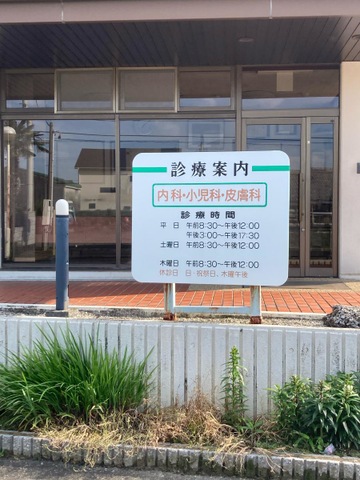 診療案内
内科・小児科・皮膚科
診療時間
平 日 午前8:30~午後12:00
午後3:00~午後17:30
土曜日 午前8:30~午後12:00
木曜日 午前8:30~午後12:00
休診日 日・祝祭日、木曜午後